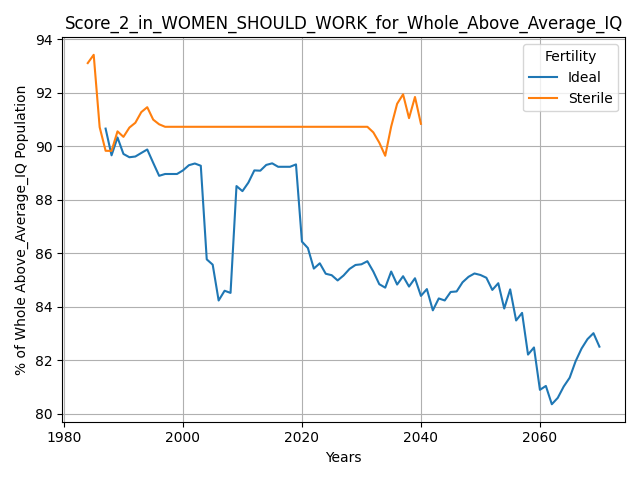 Score_2_in_WOMEN_SHOULD_WORK_for_Whole_Above_Average_IQ
% of Whole Above_Average_IQ Population
94
92
90
88
86
84
82
80
Fertility
Ideal
Sterile
1980
2000
2020
2040
2060
Years